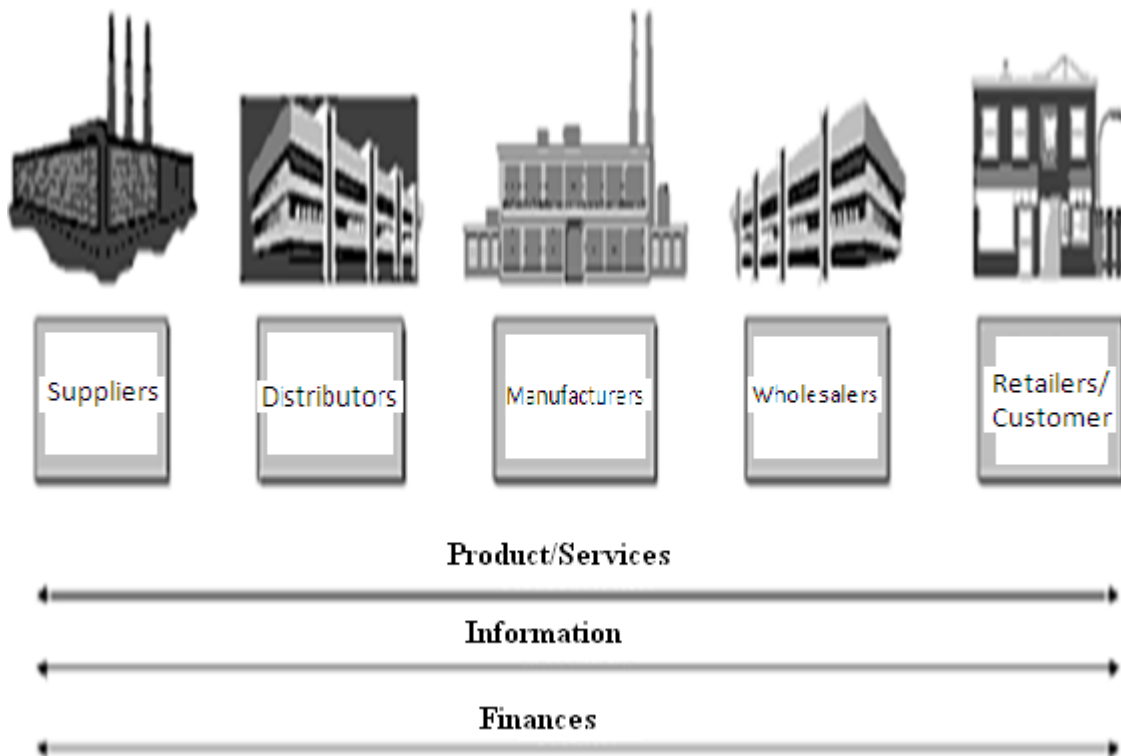 Suppliers
Distributors
Manufacturers
Wholesalers
Retailers/
Customer
Product/Services
Information
Finances